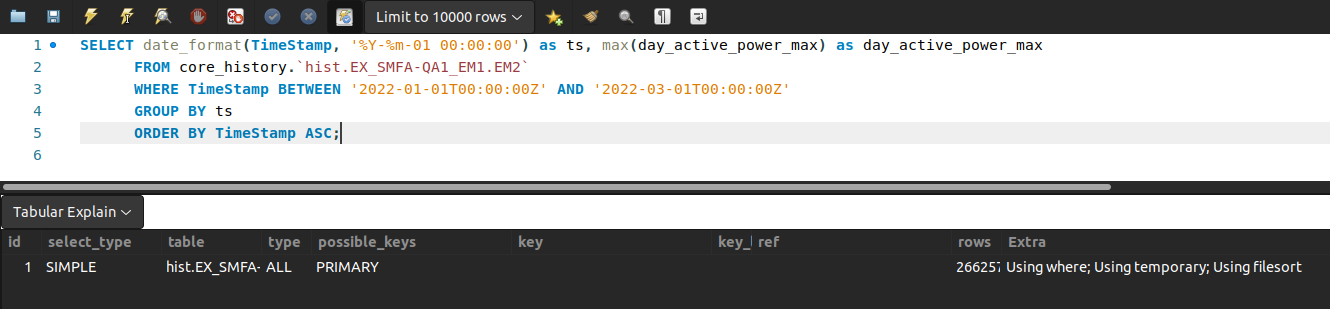 Limit to 10000 rows
1 SELECT date_format(TimeStamp, '%Y-%m-01 00:00:00') as ts, max(day_active_power_max) as day_active_power_max
2 FROM core_history.`hist.EX_SMFA-QA1_EM1.EM2`
3 WHERE TimeStamp BETWEEN '2022-01-01T00:00:00Z' AND '2022-03-01T00:00:00Z'
4 GROUP BY ts
5 ORDER BY TimeStamp ASC;
6
Tabular Explain
id select_type table type possible_keys key key_l ref rows Extra
1 SIMPLE hist.EX_SMFA- ALL PRIMARY 266257 Using where; Using temporary; Using filesort